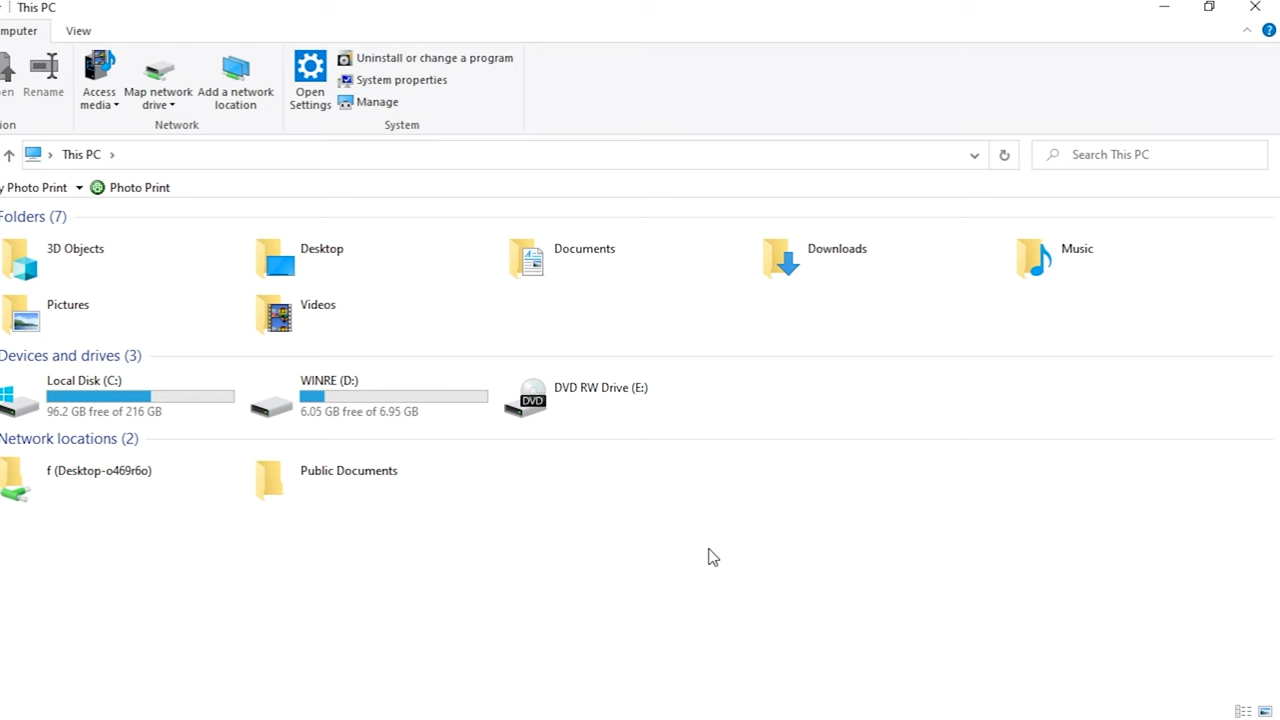 This PC
mputer View
en Rename Access media Map network drive Add a network location Open Settings Uninstall or change a program
System properties
Manage
ion Network System
This PC Search This PC
y Photo Print Photo Print
Folders (7)
3D Objects Desktop Documents Downloads Music
Pictures Videos
Devices and drives (3)
Local Disk (C:) WINRE (D:) DVD RW Drive (E:)
DVD
96.2 GB free of 216 GB 6.05 GB free of 6.95 GB
Network locations (2)
f (Desktop-o469r6o) Public Documents